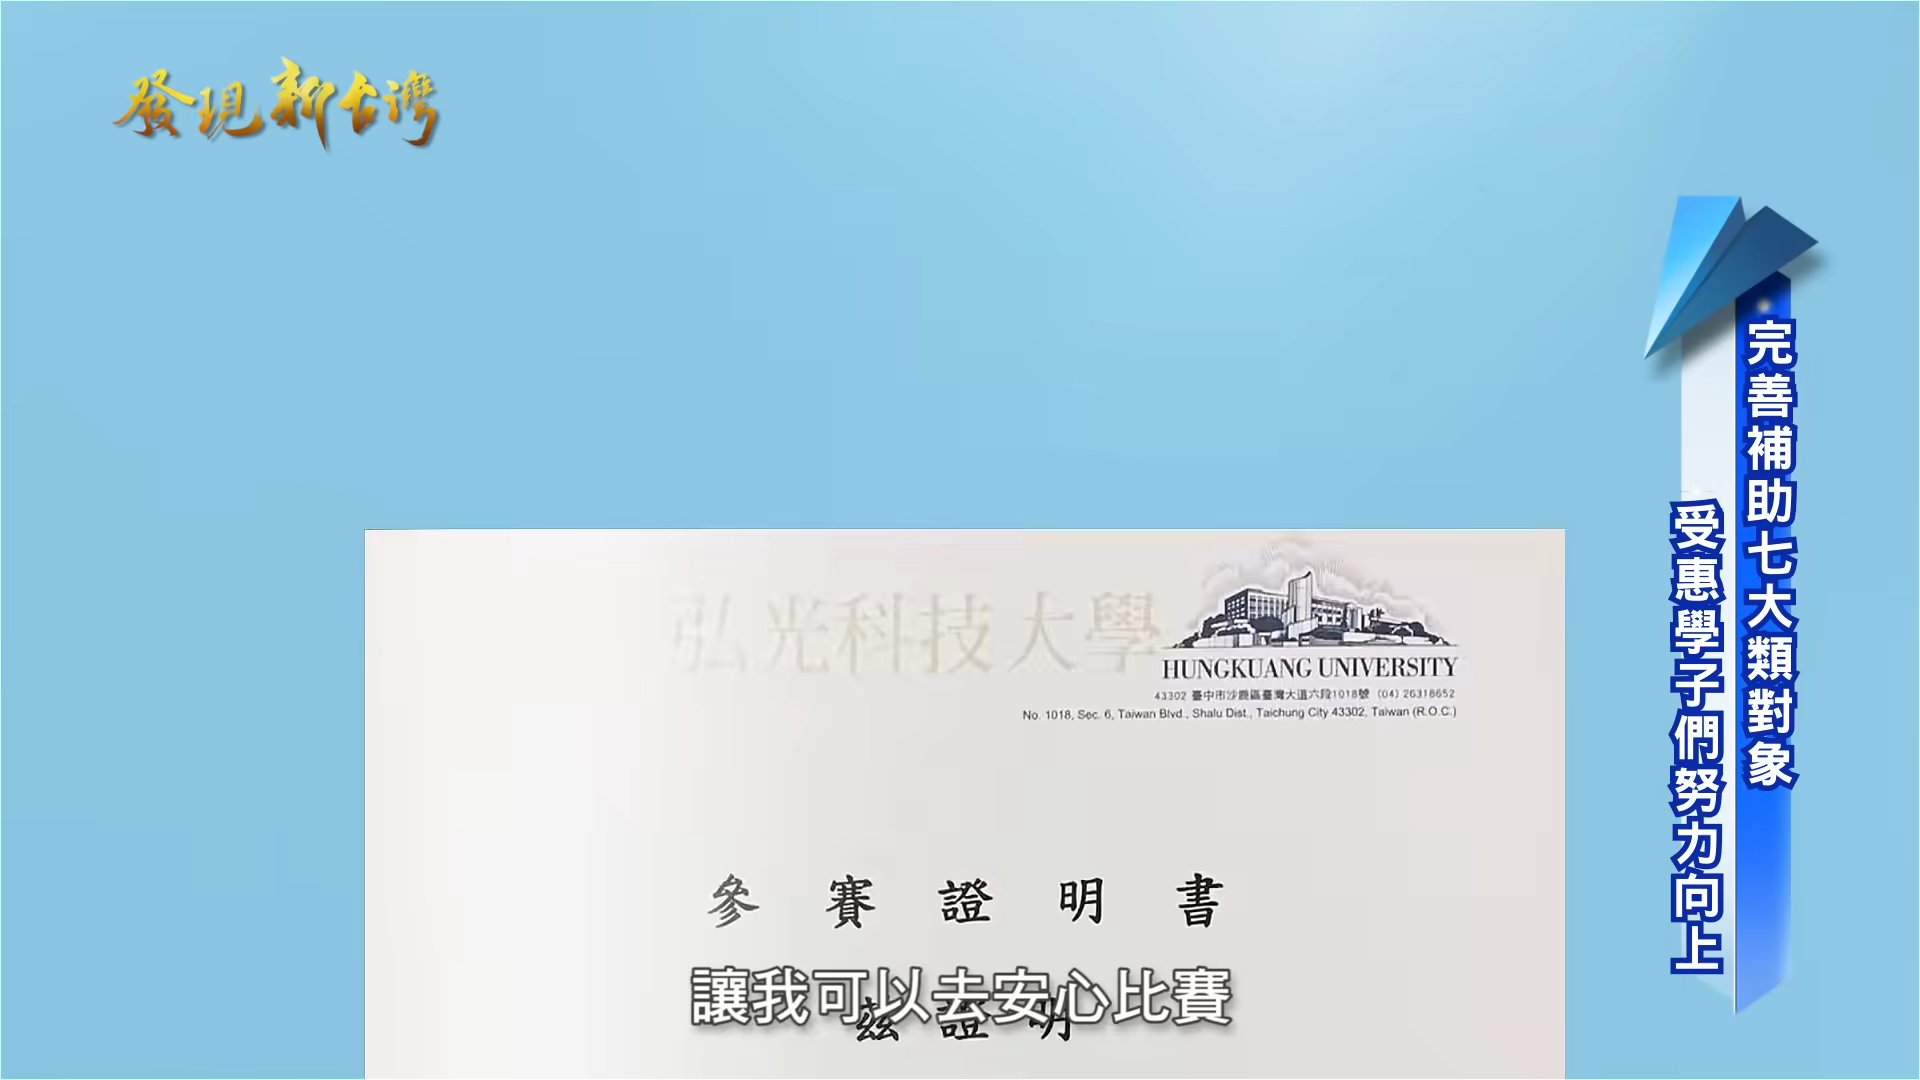 發現新台灣
完善補助七大類對象
受惠學子們努力向上
弘光科技大學
HUNGKUANG UNIVERSITY
43302 臺中市沙鹿區臺灣大道六段1018號 (04) 26318652
No. 1018, Sec. 6, Taiwan Blvd., Shalu Dist., Taichung City 43302, Taiwan (R.O.C.)
參賽證明書
茲證明
讓我可以去安心比賽